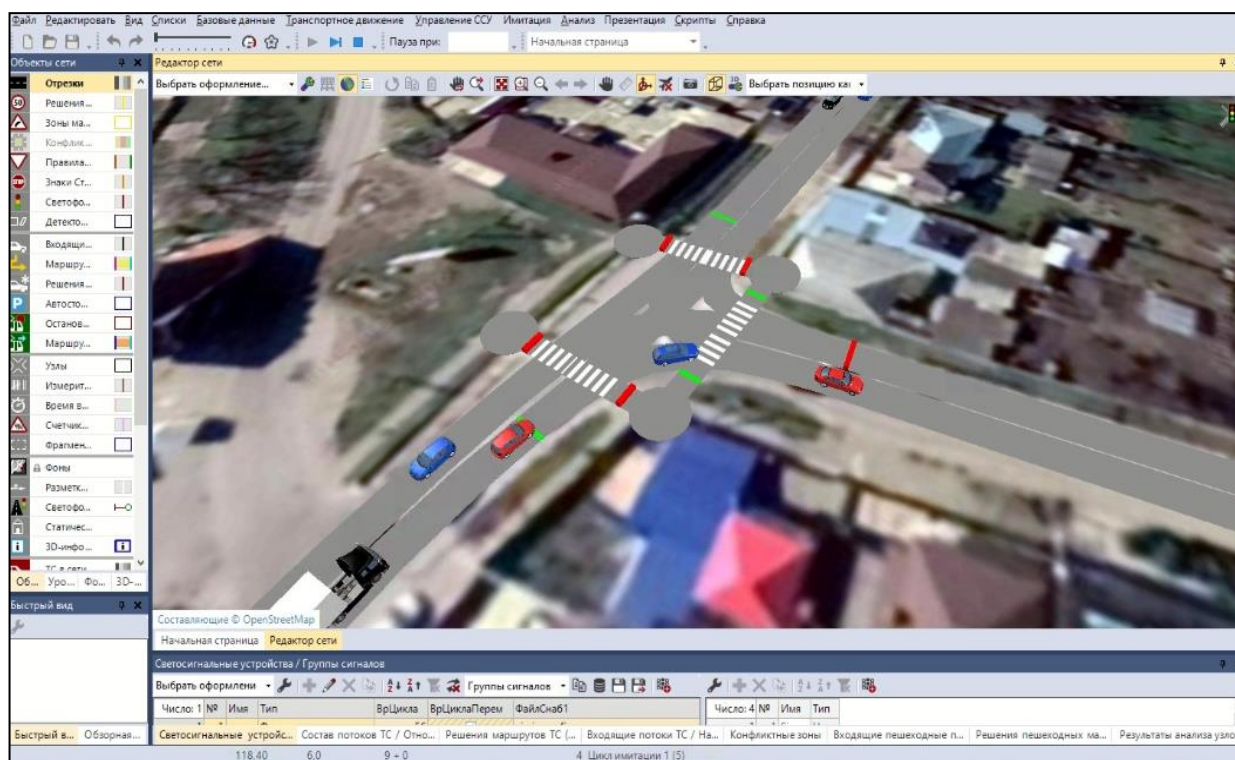 Файл Редактировать Вид Списки Базовые данные Транспортное движение Управление ССУ Имитация Анализ Презентация Скрипты Справка
Пауза при: Начальная страница
Объекты сети
Редактор сети
Отрезки
Выбрать оформление... Выбрать позицию ка
Решения...
Зоны ма...
Конфлик...
Правила...
Знаки Ст...
STOP
Светофо...
Детекто...
Входящи...
Маршру...
Решения...
Автосто...
P
Останов...
Маршру...
Узлы
Измерит...
Время в...
Счетчик...
Фрагмен...
Фоны
Разметк...
Светофо...
Статичес...
3D-инфо...
ТС в сети
Об... Уро... Фо... 3D-...
Быстрый вид
Составляющие © OpenStreetMap
Начальная страница Редактор сети
Светосигнальные устройства / Группы сигналов
Выбрать оформлени Группы сигналов
Число: 1 № Имя Тип ВрЦикла ВрЦиклаПерем ФайлСнаб1 Число: 4 № Имя Тип
Быстрый в... Обзорная...
Светосигнальные устройс... Состав потоков ТС / Отно... Решения маршрутов ТС (... Входящие потоки ТС / На... Конфликтные зоны Входящие пешеходные п... Решения пешеходных ма... Результаты анализа узло
118.40 6.0 9 + 0 4 Цикл имитации 1 (5)